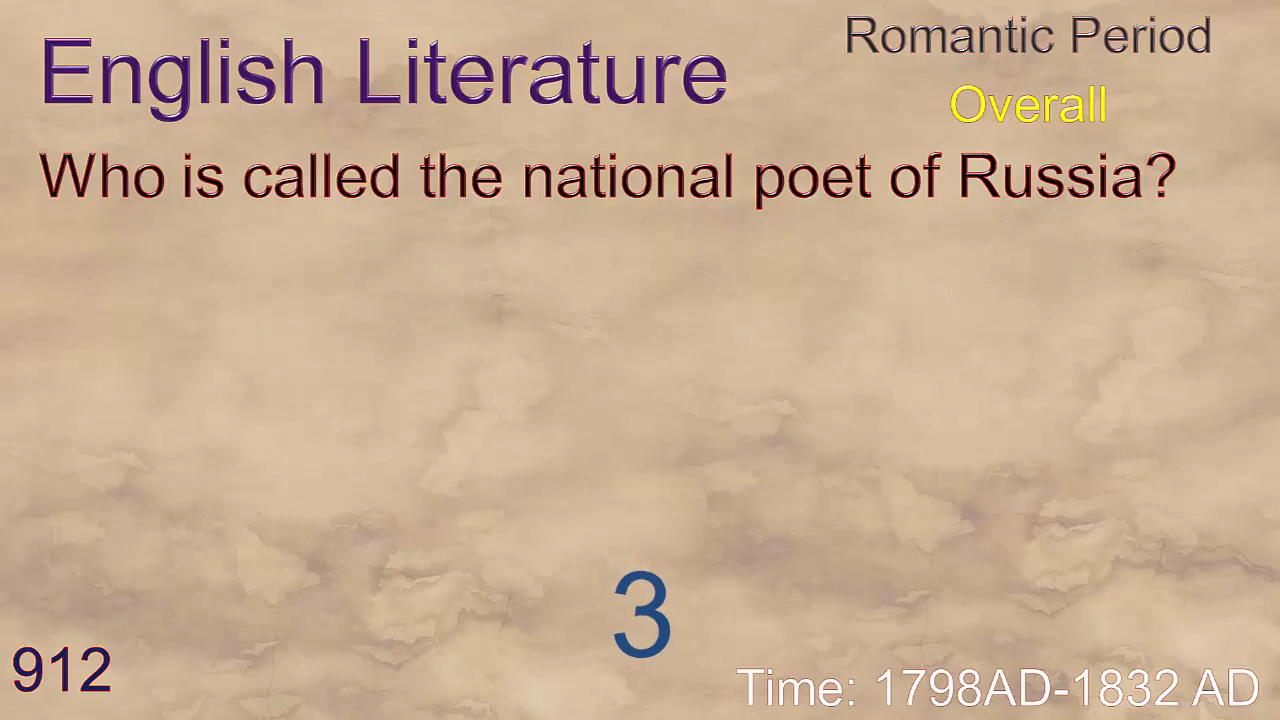 English Literature
Romantic Period
Overall
Who is called the national poet of Russia?
3
912
Time: 1798AD-1832 AD